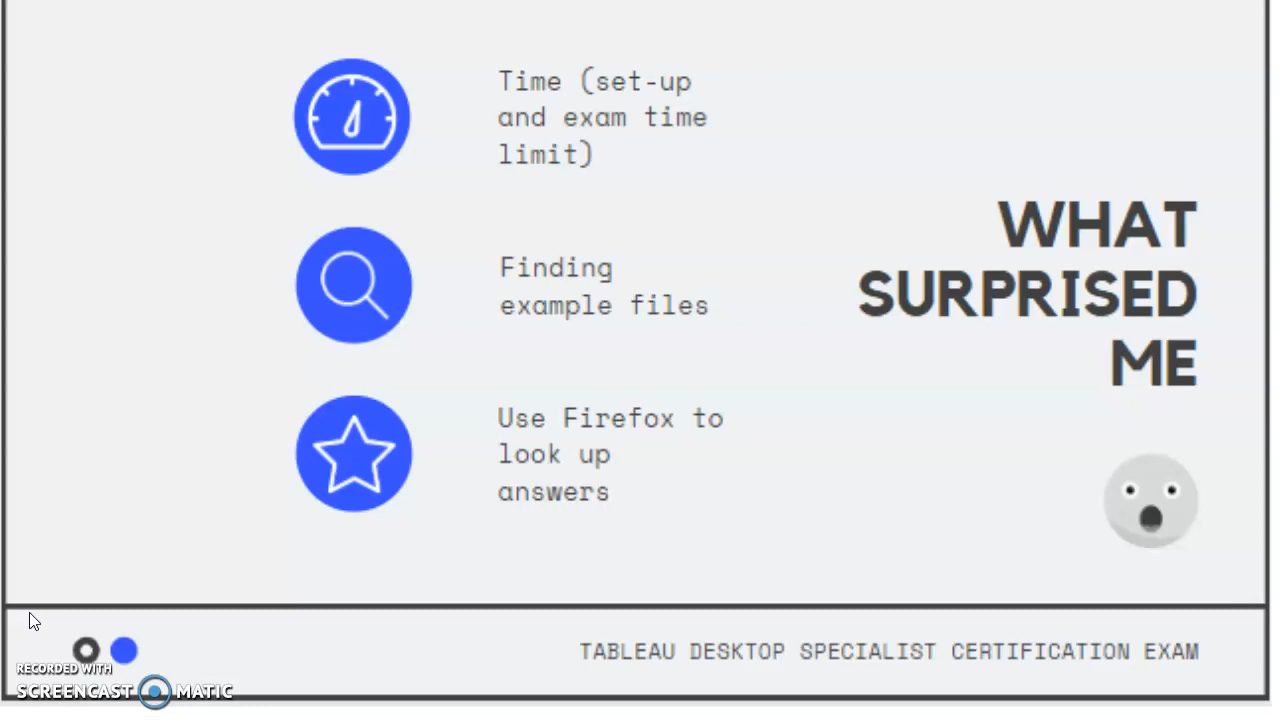 Time (set-up
and exam time
limit)
Finding
example files
Use Firefox to
look up
answers
WHAT
SURPRISED
ME
TABLEAU DESKTOP SPECIALIST CERTIFICATION EXAM
RECORDED WITH
SCREENCAST MATIC